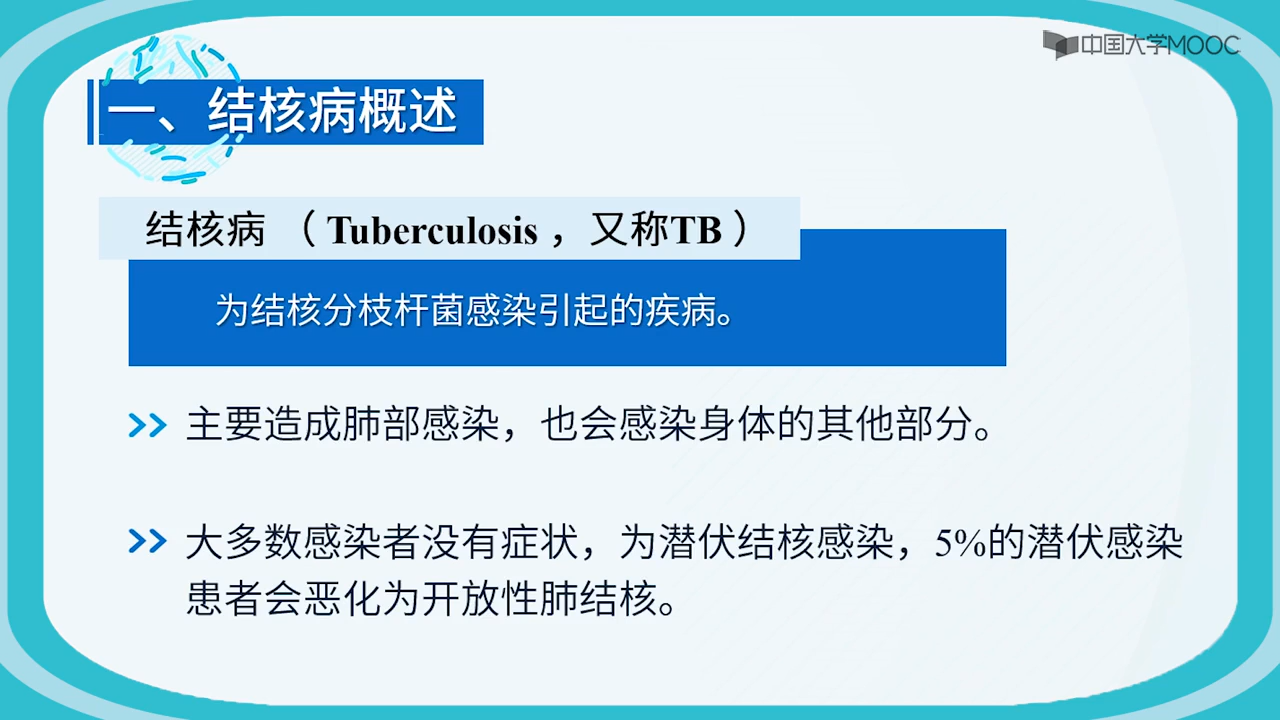 中国大学MOOC
一、结核病概述
结核病 （ Tuberculosis ，又称TB ）
为结核分枝杆菌感染引起的疾病。
主要造成肺部感染，也会感染身体的其他部分。
大多数感染者没有症状，为潜伏结核感染，5%的潜伏感染
患者会恶化为开放性肺结核。